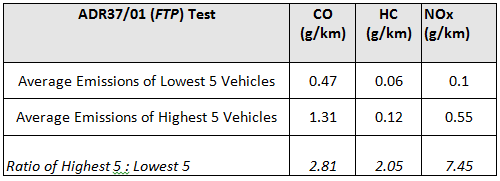 ADR37/01 (FTP) Test CO (g/km) HC (g/km) NOx (g/km)
Average Emissions of Lowest 5 Vehicles 0.47 0.06 0.1
Average Emissions of Highest 5 Vehicles 1.31 0.12 0.55
Ratio of Highest 5 : Lowest 5 2.81 2.05 7.45